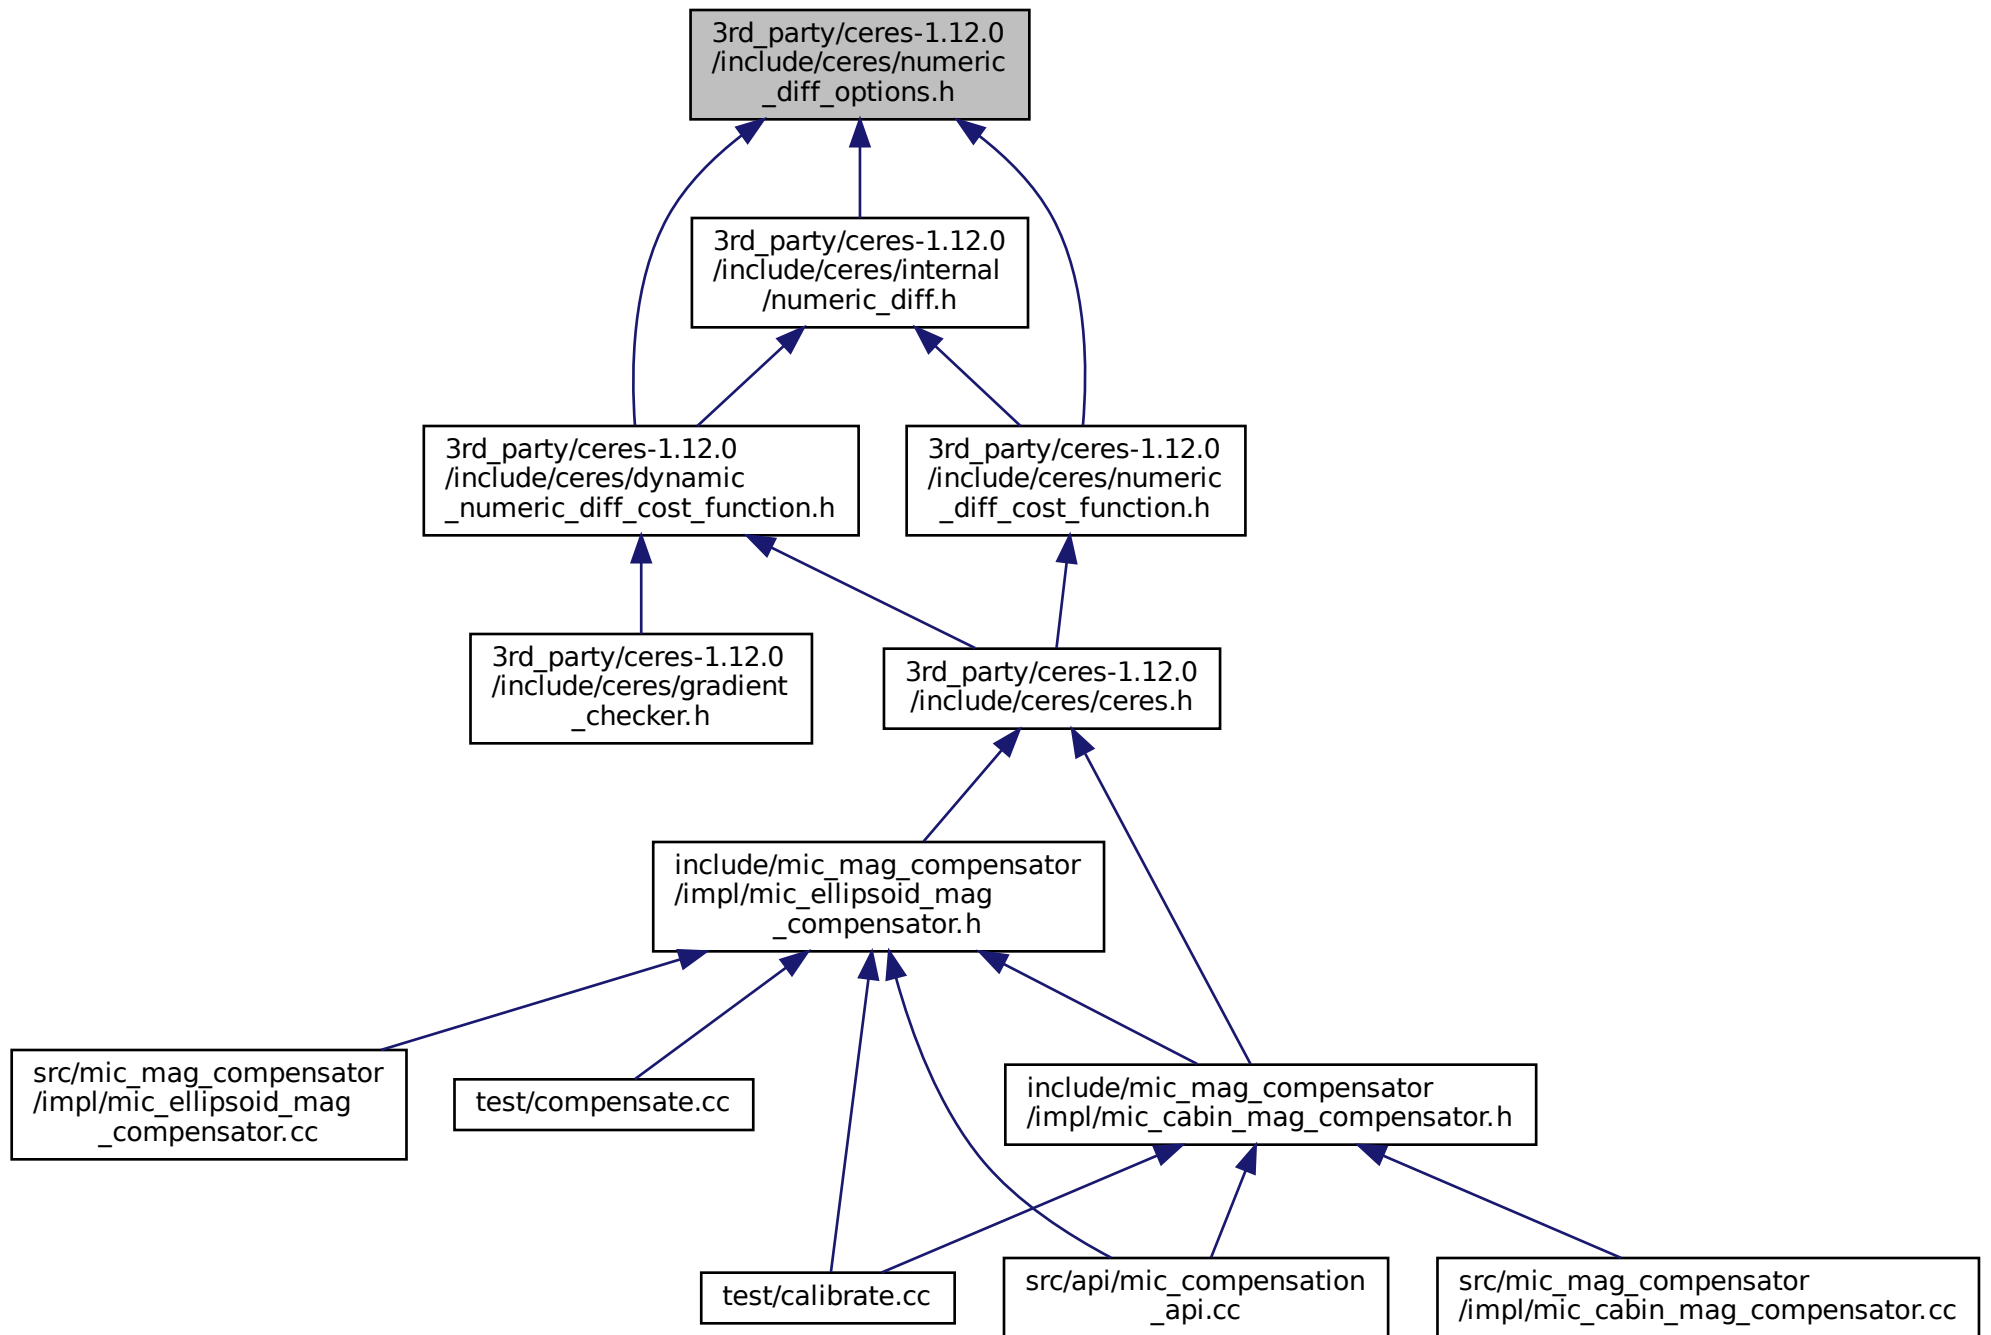 3rd_party/ceres-1.12.0
/include/ceres/numeric
_diff_options.h
3rd_party/ceres-1.12.0
/include/ceres/internal
/numeric_diff.h
3rd_party/ceres-1.12.0
/include/ceres/dynamic
_numeric_diff_cost_function.h
3rd_party/ceres-1.12.0
/include/ceres/numeric
_diff_cost_function.h
3rd_party/ceres-1.12.0
/include/ceres/gradient
_checker.h
3rd_party/ceres-1.12.0
/include/ceres/ceres.h
include/mic_mag_compensator
/impl/mic_ellipsoid_mag
_compensator.h
src/mic_mag_compensator
/impl/mic_ellipsoid_mag
_compensator.cc
test/compensate.cc
include/mic_mag_compensator
/impl/mic_cabin_mag_compensator.h
test/calibrate.cc
src/api/mic_compensation
_api.cc
src/mic_mag_compensator
/impl/mic_cabin_mag_compensator.cc